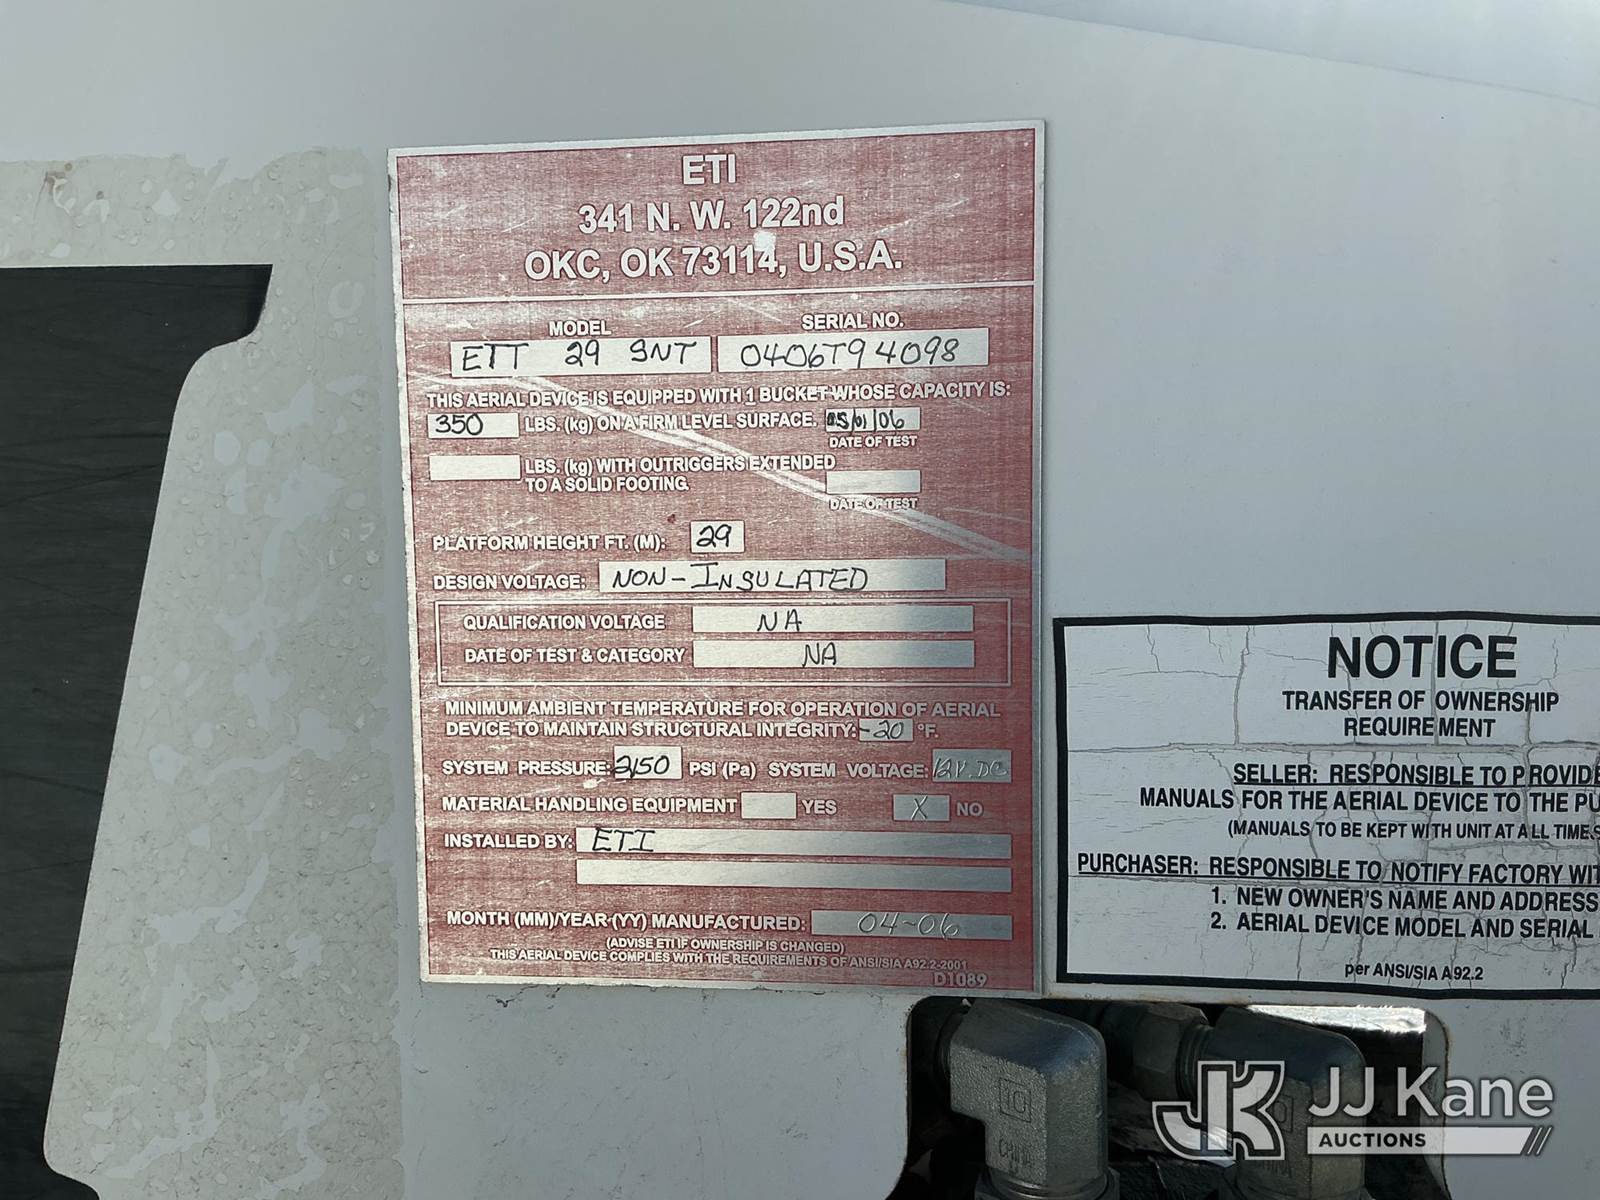 ETI
341 N. W. 122nd
OKC, OK 73114, U.S.A.
MODEL SERIAL NO.
ETT 29 SNT 0406T94098
THIS AERIAL DEVICE IS EQUIPPED WITH 1 BUCKET WHOSE CAPACITY IS:
350 LBS. (kg) ON A FIRM LEVEL SURFACE. 05/01/06
DATE OF TEST
LBS. (kg) WITH OUTRIGGERS EXTENDED
TO A SOLID FOOTING.
DATE OF TEST
PLATFORM HEIGHT FT. (M): 29
DESIGN VOLTAGE: NON-INSULATED
QUALIFICATION VOLTAGE NA
DATE OF TEST & CATEGORY NA
MINIMUM AMBIENT TEMPERATURE FOR OPERATION OF AERIAL
DEVICE TO MAINTAIN STRUCTURAL INTEGRITY: -20 °F.
SYSTEM PRESSURE: 2150 PSI (Pa) SYSTEM VOLTAGE: 12V.DC
MATERIAL HANDLING EQUIPMENT YES X NO
INSTALLED BY: ETI
MONTH (MM)/YEAR (YY) MANUFACTURED: 04-06
(ADVISE ETI IF OWNERSHIP IS CHANGED)
THIS AERIAL DEVICE COMPLIES WITH THE REQUIREMENTS OF ANSI/SIA A92.2-2001
D1089
NOTICE
TRANSFER OF OWNERSHIP
REQUIREMENT
SELLER: RESPONSIBLE TO PROVIDE
MANUALS FOR THE AERIAL DEVICE TO THE PU
(MANUALS TO BE KEPT WITH UNIT AT ALL TIMES
PURCHASER: RESPONSIBLE TO NOTIFY FACTORY WIT
1. NEW OWNER'S NAME AND ADDRESS
2. AERIAL DEVICE MODEL AND SERIAL
per ANSI/SIA A92.2
10
CHINA
JK JJ Kane
AUCTIONS